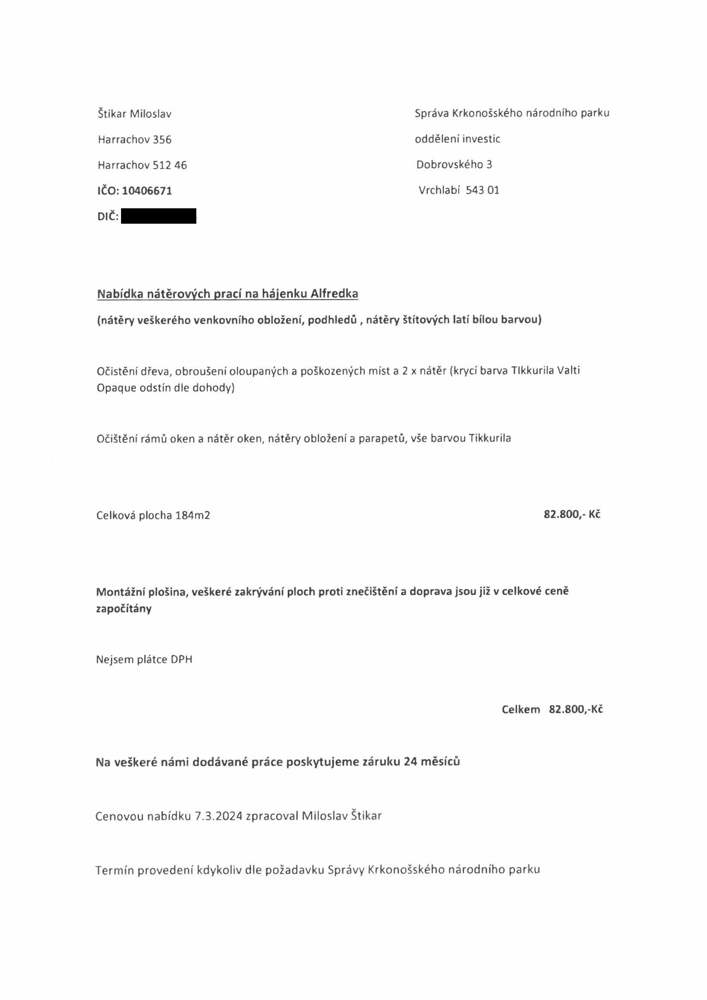 Štikar Miloslav
Harrachov 356
Harrachov 512 46
IČO: 10406671
DIČ:
Správa Krkonošského národního parku
oddělení investic
Dobrovského 3
Vrchlabí 543 01
Nabídka nátěrových prací na hájenku Alfredka
(nátěry veškerého venkovního obložení, podhledů , nátěry štítových latí bílou barvou)
Očistění dřeva, obroušení oloupaných a poškozených míst a 2 x nátěr (krycí barva TIkkurila Valti
Opaque odstín dle dohody)
Očištění rámů oken a nátěr oken, nátěry obložení a parapetů, vše barvou Tikkurila
Celková plocha 184m2 82.800,- Kč
Montážní plošina, veškeré zakrývání ploch proti znečištění a doprava jsou již v celkové ceně
započítány
Nejsem plátce DPH
Celkem 82.800,-Kč
Na veškeré námi dodávané práce poskytujeme záruku 24 měsíců
Cenovou nabídku 7.3.2024 zpracoval Miloslav Štikar
Termín provedení kdykoliv dle požadavku Správy Krkonošského národního parku